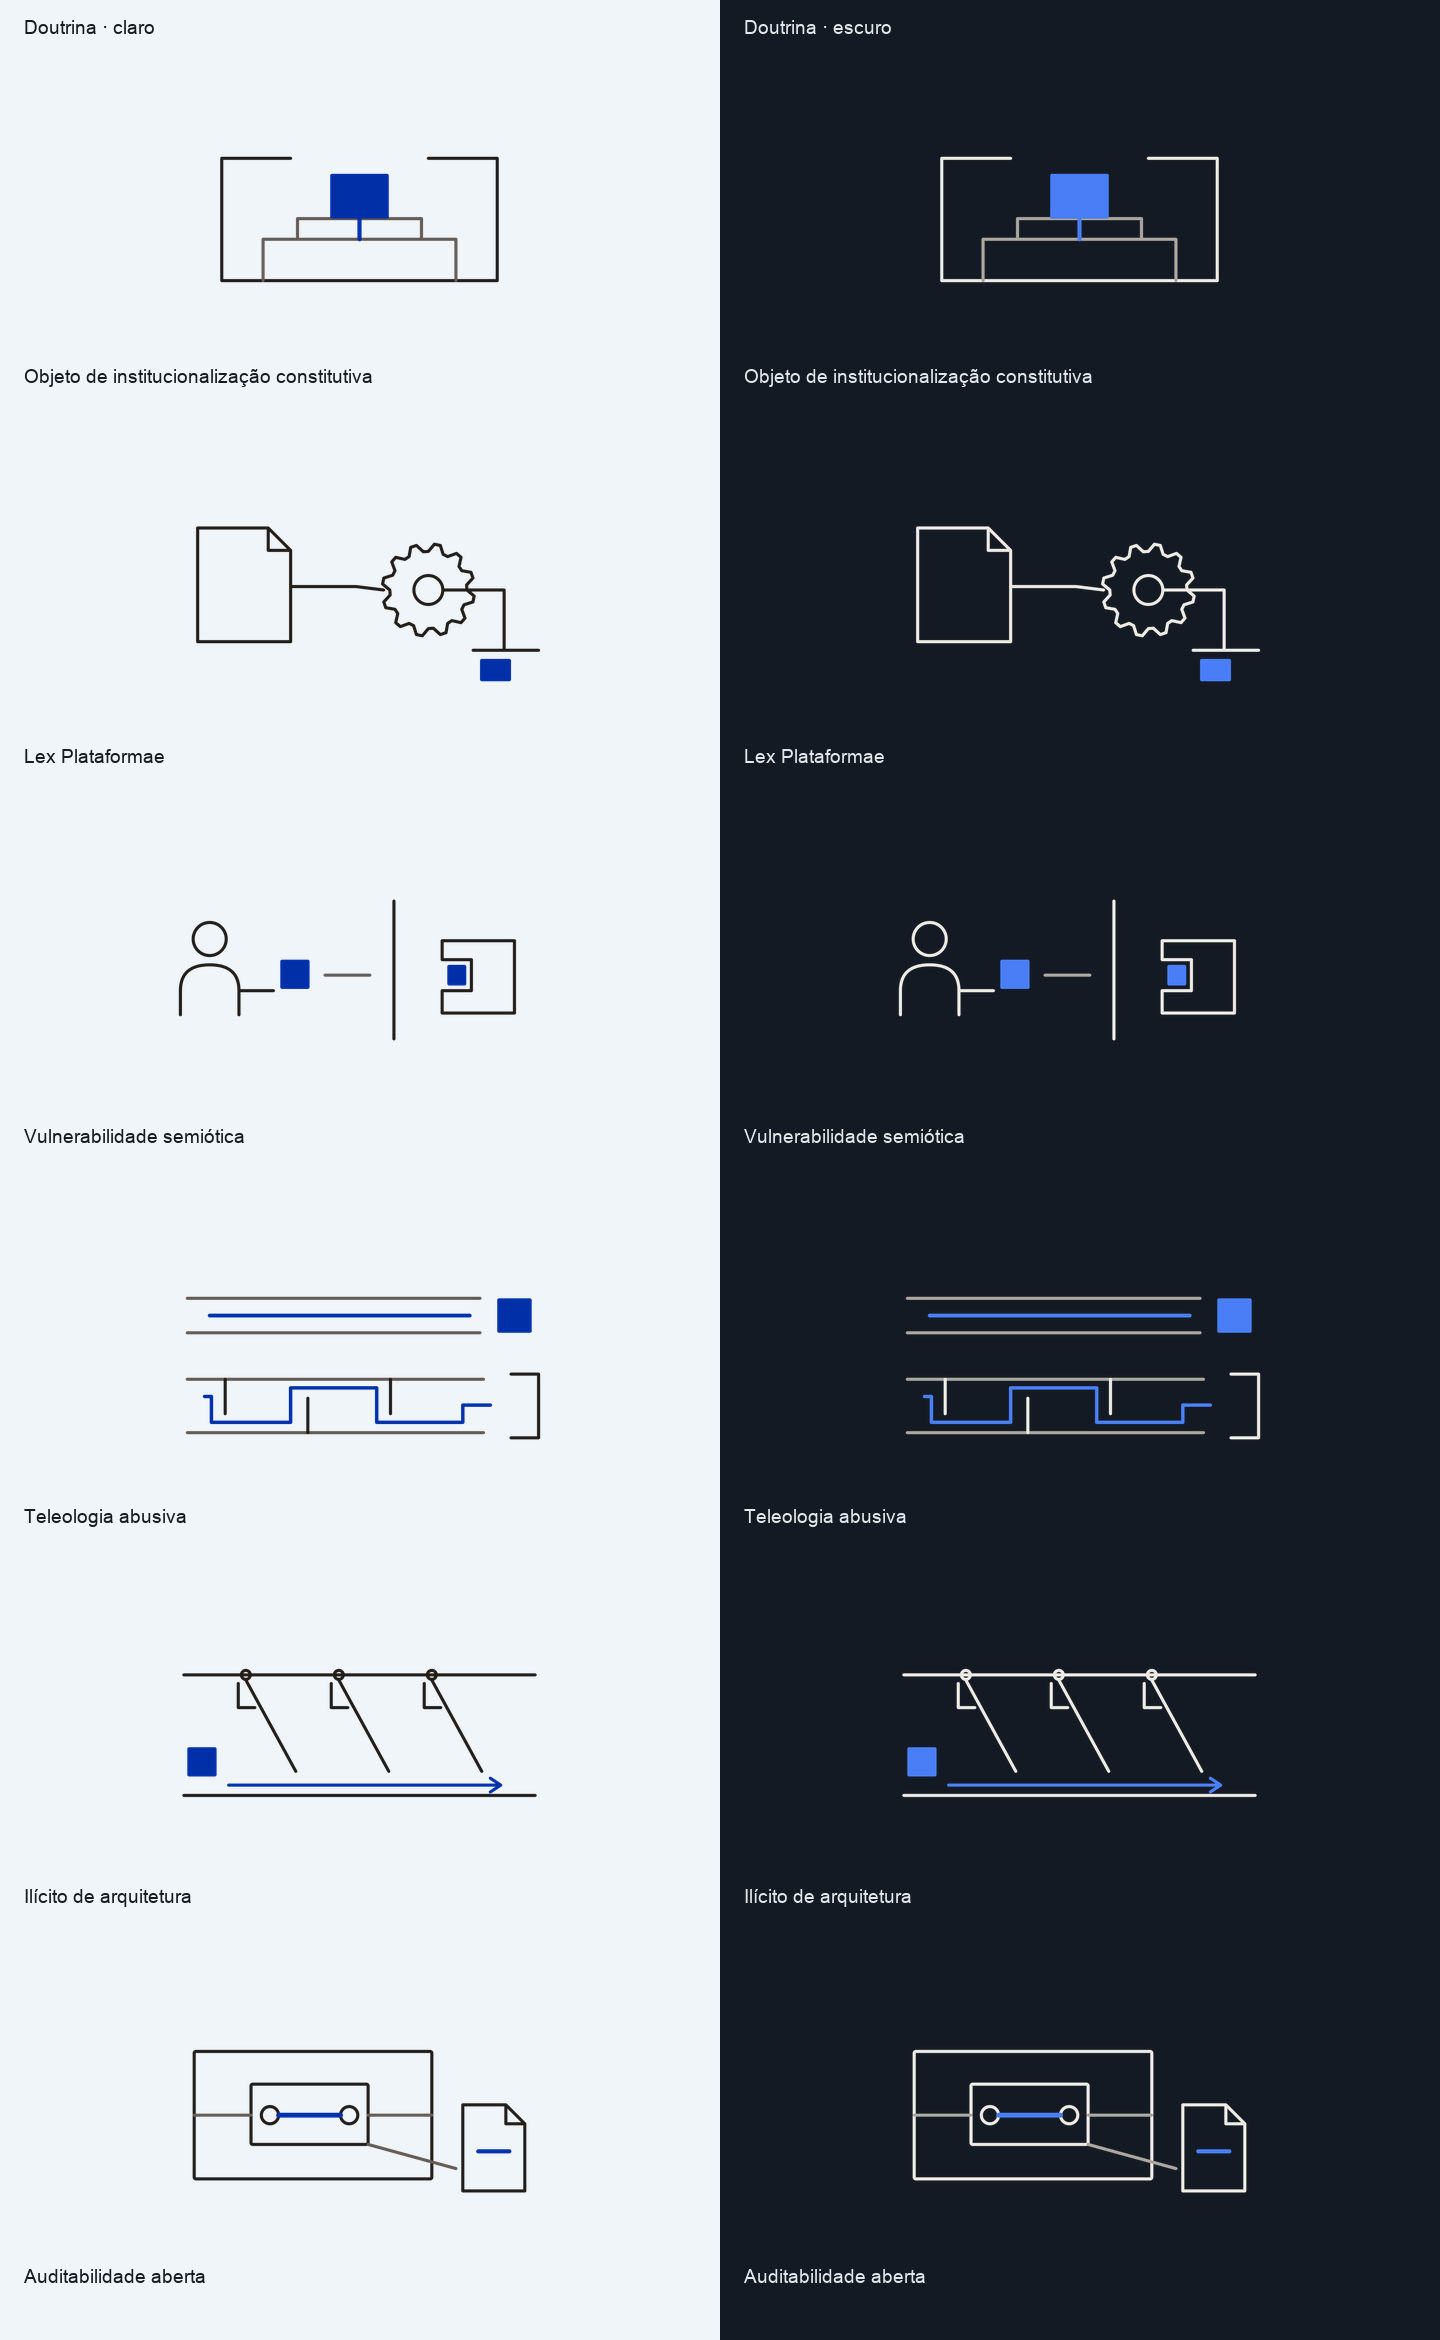 Doutrina · claro
Doutrina · escuro
Objeto de institucionalização constitutiva
Objeto de institucionalização constitutiva
Lex Plataformae
Lex Plataformae
Vulnerabilidade semiótica
Vulnerabilidade semiótica
Teleologia abusiva
Teleologia abusiva
Ilícito de arquitetura
Ilícito de arquitetura
Auditabilidade aberta
Auditabilidade aberta